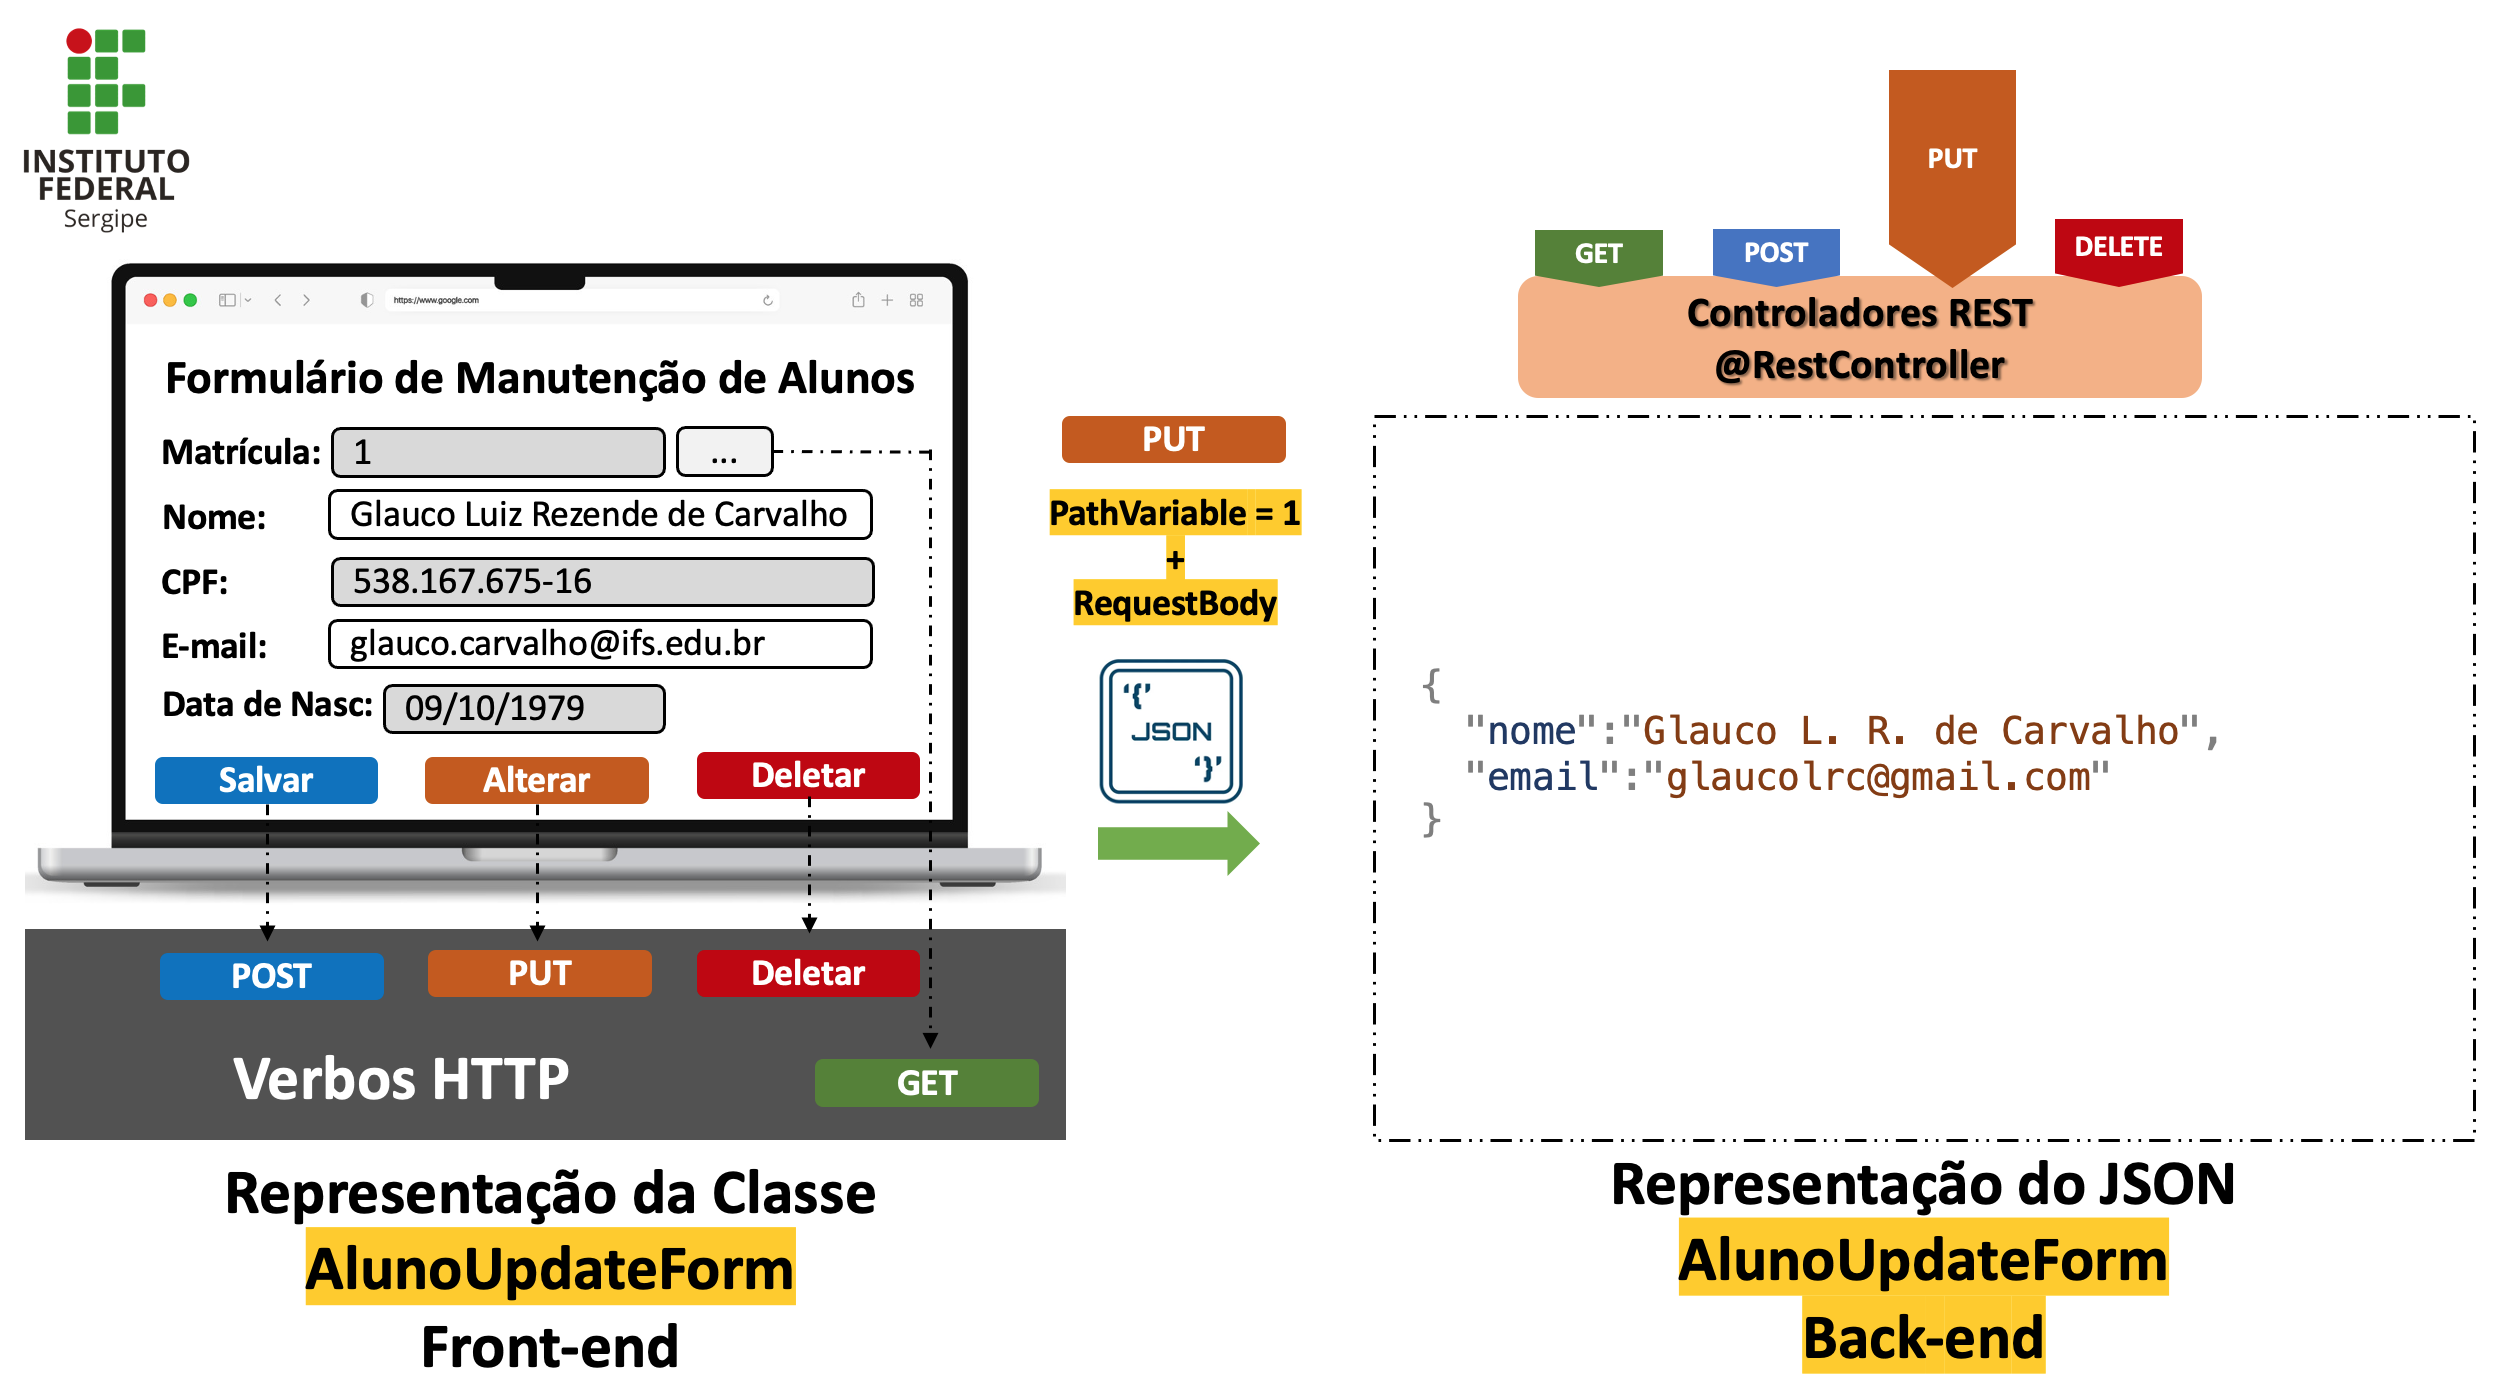 INSTITUTO
FEDERAL
Sergipe
https://www.google.com
Formulário de Manutenção de Alunos
Matrícula: 1 ...
Nome: Glauco Luiz Rezende de Carvalho
CPF: 538.167.675-16
E-mail: glauco.carvalho@ifs.edu.br
Data de Nasc: 09/10/1979
Salvar Alterar Deletar
POST PUT Deletar
Verbos HTTP
GET
Representação da Classe
AlunoUpdateForm
Front-end
PUT
PathVariable = 1
+
RequestBody
'{'
JSON
'}'
PUT
GET POST DELETE
Controladores REST
@RestController
{
"nome":"Glauco L. R. de Carvalho",
"email":"glaucolrc@gmail.com"
}
Representação do JSON
AlunoUpdateForm
Back-end